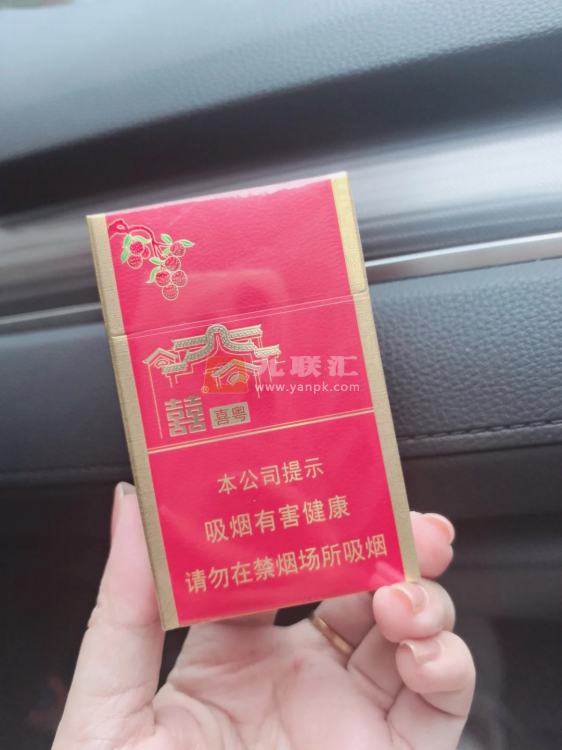 元联汇
www.yanpk.com
囍
喜粤
本公司提示
吸烟有害健康
请勿在禁烟场所吸烟